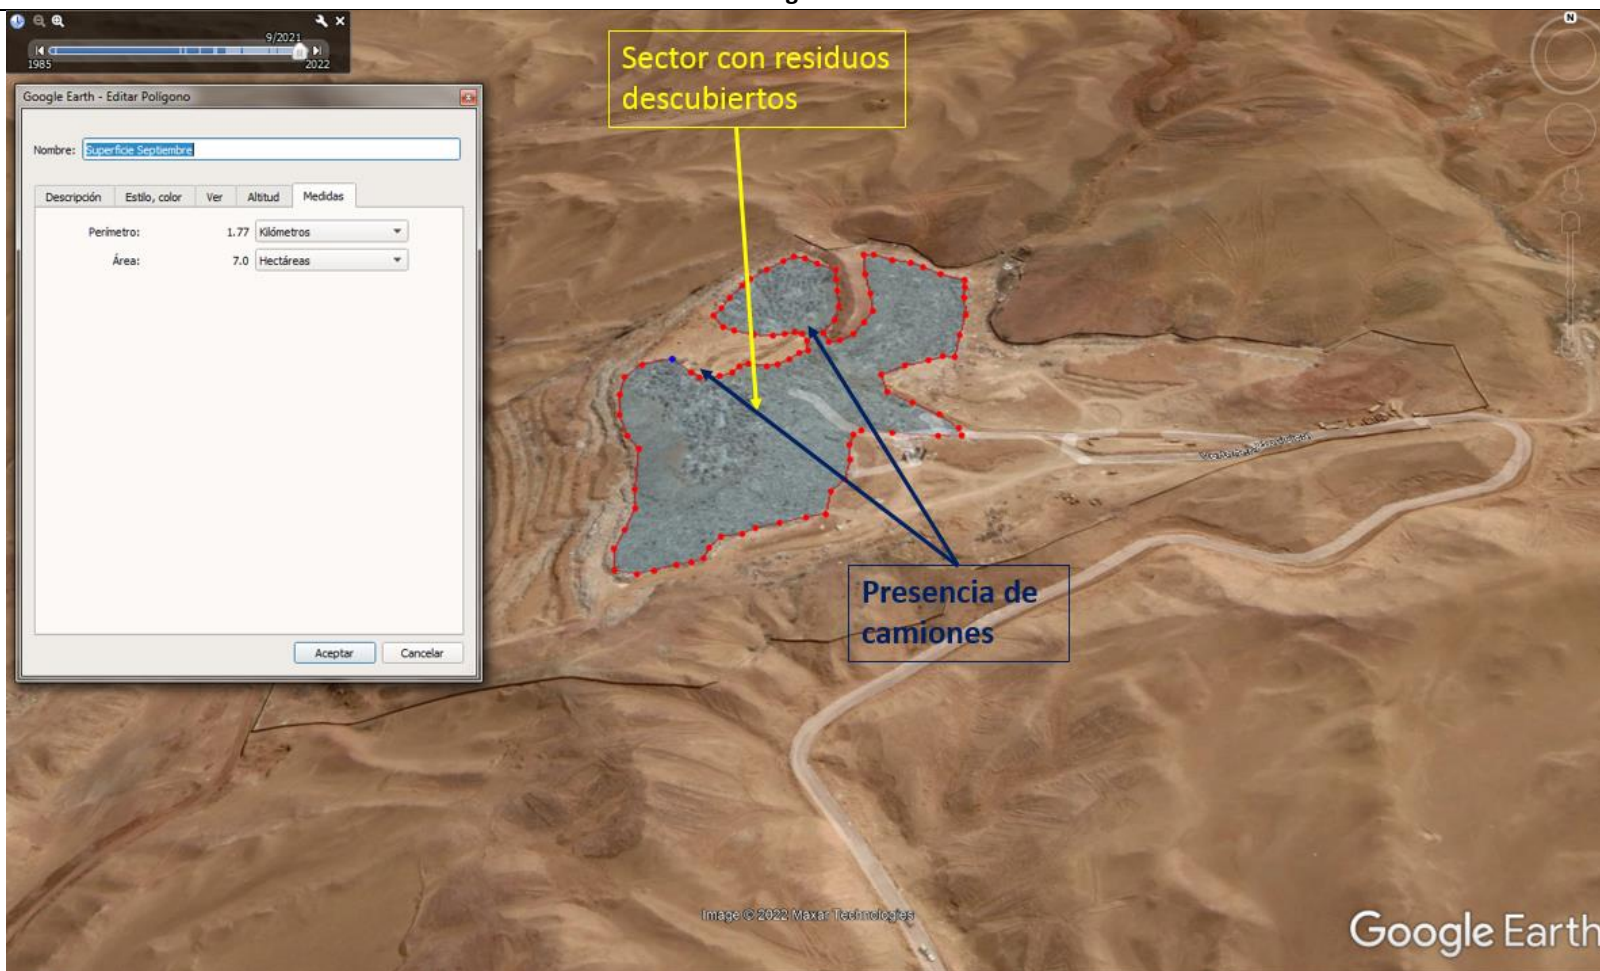 9/2021
1985
2022
N
Google Earth - Editar Polígono
Nombre: Superficie Septiembre
Descripción Estilo, color Ver Altitud Medidas
Perímetro: 1.77 Kilómetros
Área: 7.0 Hectáreas
Aceptar Cancelar
Sector con residuos
descubiertos
Presencia de
camiones
Image © 2022 Maxar Technologies
Google Earth